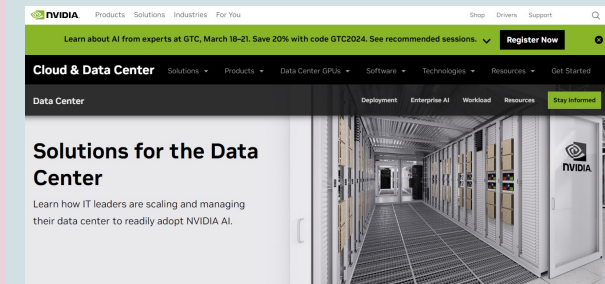 NVIDIA. Products Solutions Industries For You Shop Drivers Support
Learn about AI from experts at GTC, March 18–21. Save 20% with code GTC2024. See recommended sessions. Register Now
Cloud & Data Center Solutions Products Data Center GPUs Software Technologies Resources Get Started
Data Center Deployment Enterprise AI Workload Resources Stay Informed
Solutions for the Data
Center
Learn how IT leaders are scaling and managing
their data center to readily adopt NVIDIA AI.
NVIDIA.